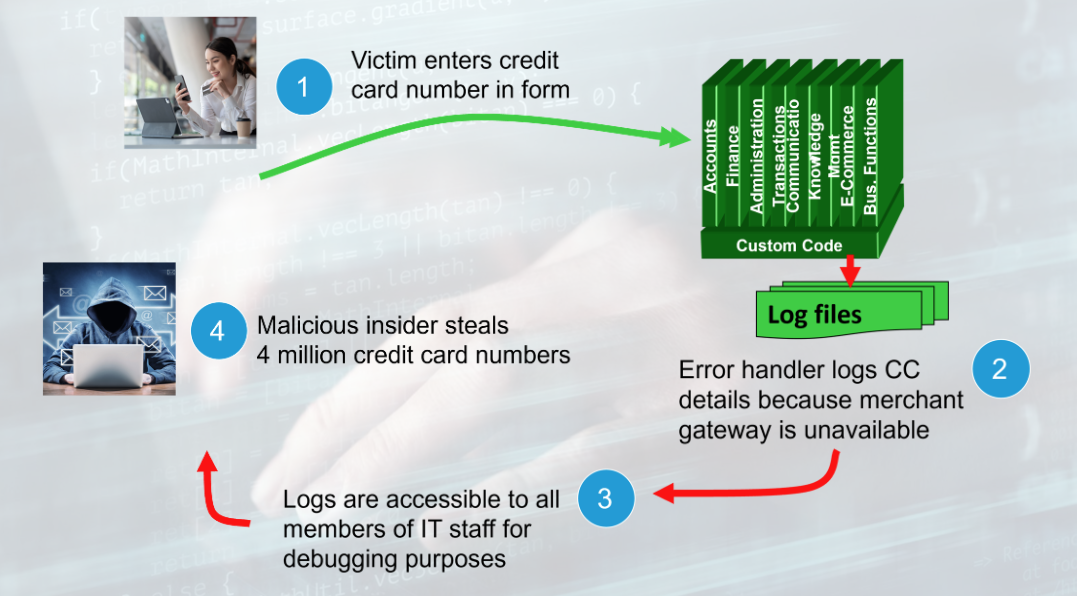 1
Victim enters credit
card number in form
Accounts
Finance
Administration
Transactions
Communicatio
Knowledge
Mgmt
E-Commerce
Bus. Functions
Custom Code
Log files
2
Error handler logs CC
details because merchant
gateway is unavailable
3
Logs are accessible to all
members of IT staff for
debugging purposes
4
Malicious insider steals
4 million credit card numbers